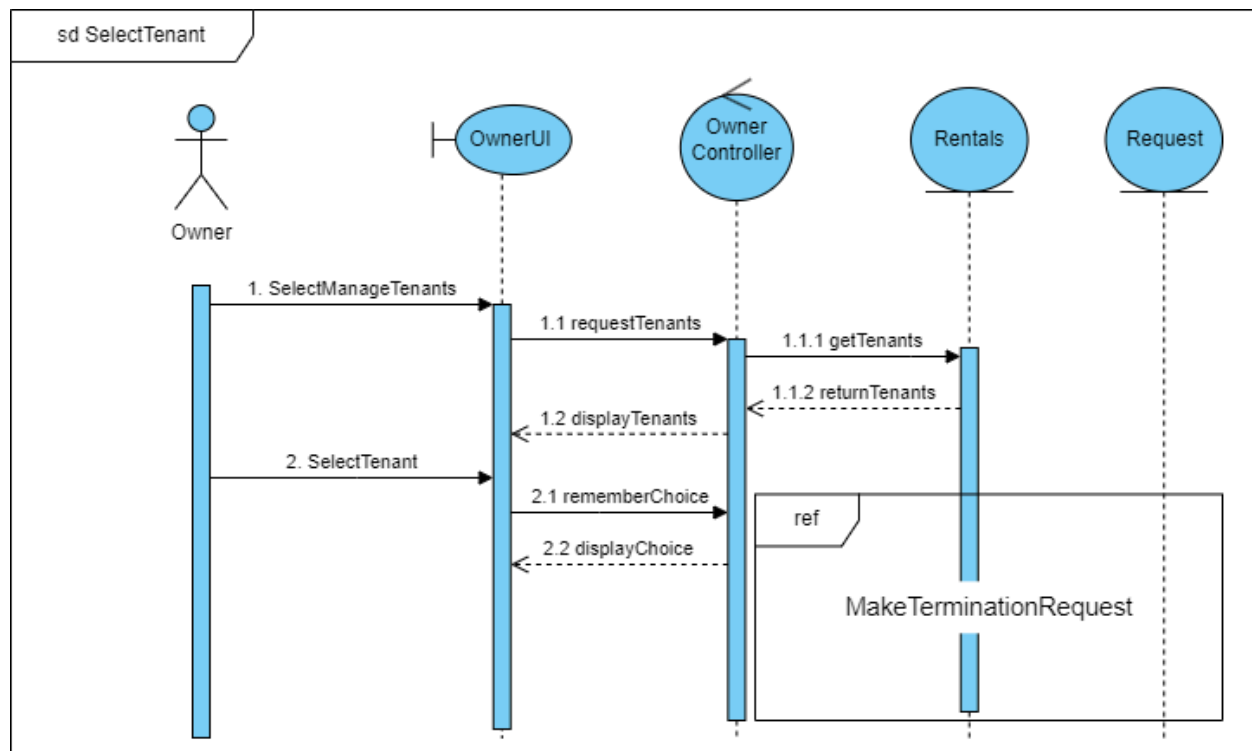 sd SelectTenant
OwnerUI
Owner
Controller
Rentals
Request
Owner
1. SelectManageTenants
1.1 requestTenants
1.1.1 getTenants
1.1.2 returnTenants
1.2 displayTenants
2. SelectTenant
2.1 rememberChoice
ref
2.2 displayChoice
MakeTerminationRequest